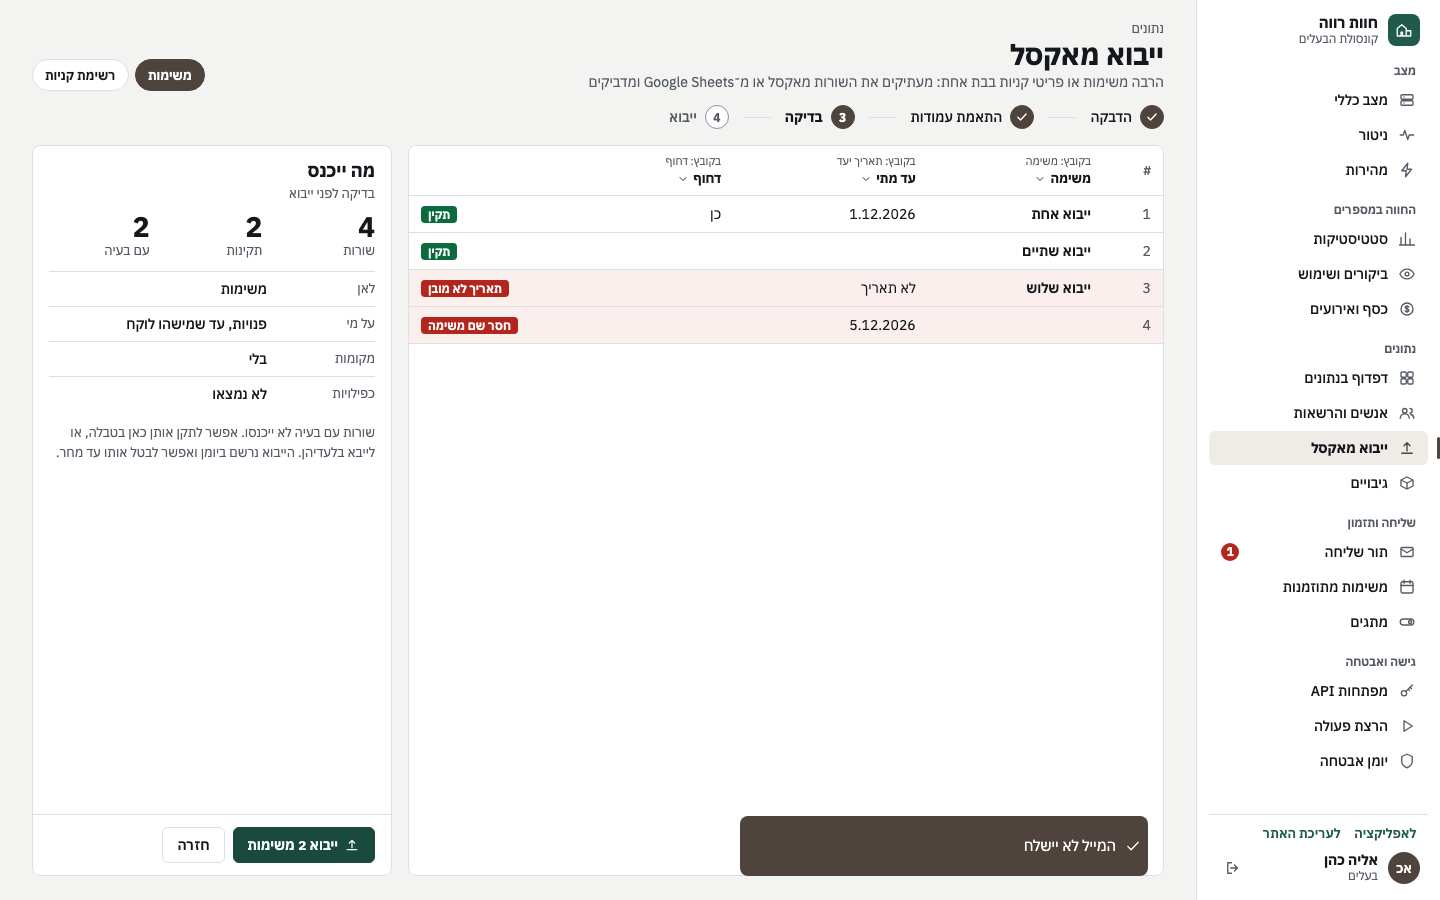 חוות רווה
קונסולת הבעלים
מצב
מצב כללי
ניטור
מהירות
החווה במספרים
סטטיסטיקות
ביקורים ושימוש
כסף ואירועים
נתונים
דפדוף בנתונים
אנשים והרשאות
ייבוא מאקסל
גיבויים
שליחה ותזמון
תור שליחה
1
משימות מתוזמנות
מתגים
גישה ואבטחה
מפתחות API
הרצת פעולה
יומן אבטחה
לאפליקציה
לעריכת האתר
אכ
אליה כהן
בעלים
נתונים
ייבוא מאקסל
הרבה משימות או פריטי קניות בבת אחת: מעתיקים את השורות מאקסל או מ־Google Sheets ומדביקים
משימות
רשימת קניות
הדבקה
התאמת עמודות
3 בדיקה
4 ייבוא
#
בקובץ: משימה
משימה
בקובץ: תאריך יעד
עד מתי
בקובץ: דחוף
דחוף
1 ייבוא אחת 1.12.2026 כן תקין
2 ייבוא שתיים תקין
3 ייבוא שלוש לא תאריך תאריך לא מובן
4 5.12.2026 חסר שם משימה
המייל לא יישלח
מה ייכנס
בדיקה לפני ייבוא
4 2 2
שורות תקינות עם בעיה
לאן משימות
על מי פנויות, עד שמישהו לוקח
מקומות בלי
כפילויות לא נמצאו
שורות עם בעיה לא ייכנסו. אפשר לתקן אותן כאן בטבלה, או
לייבא בלעדיהן. הייבוא נרשם ביומן ואפשר לבטל אותו עד מחר.
ייבוא 2 משימות
חזרה